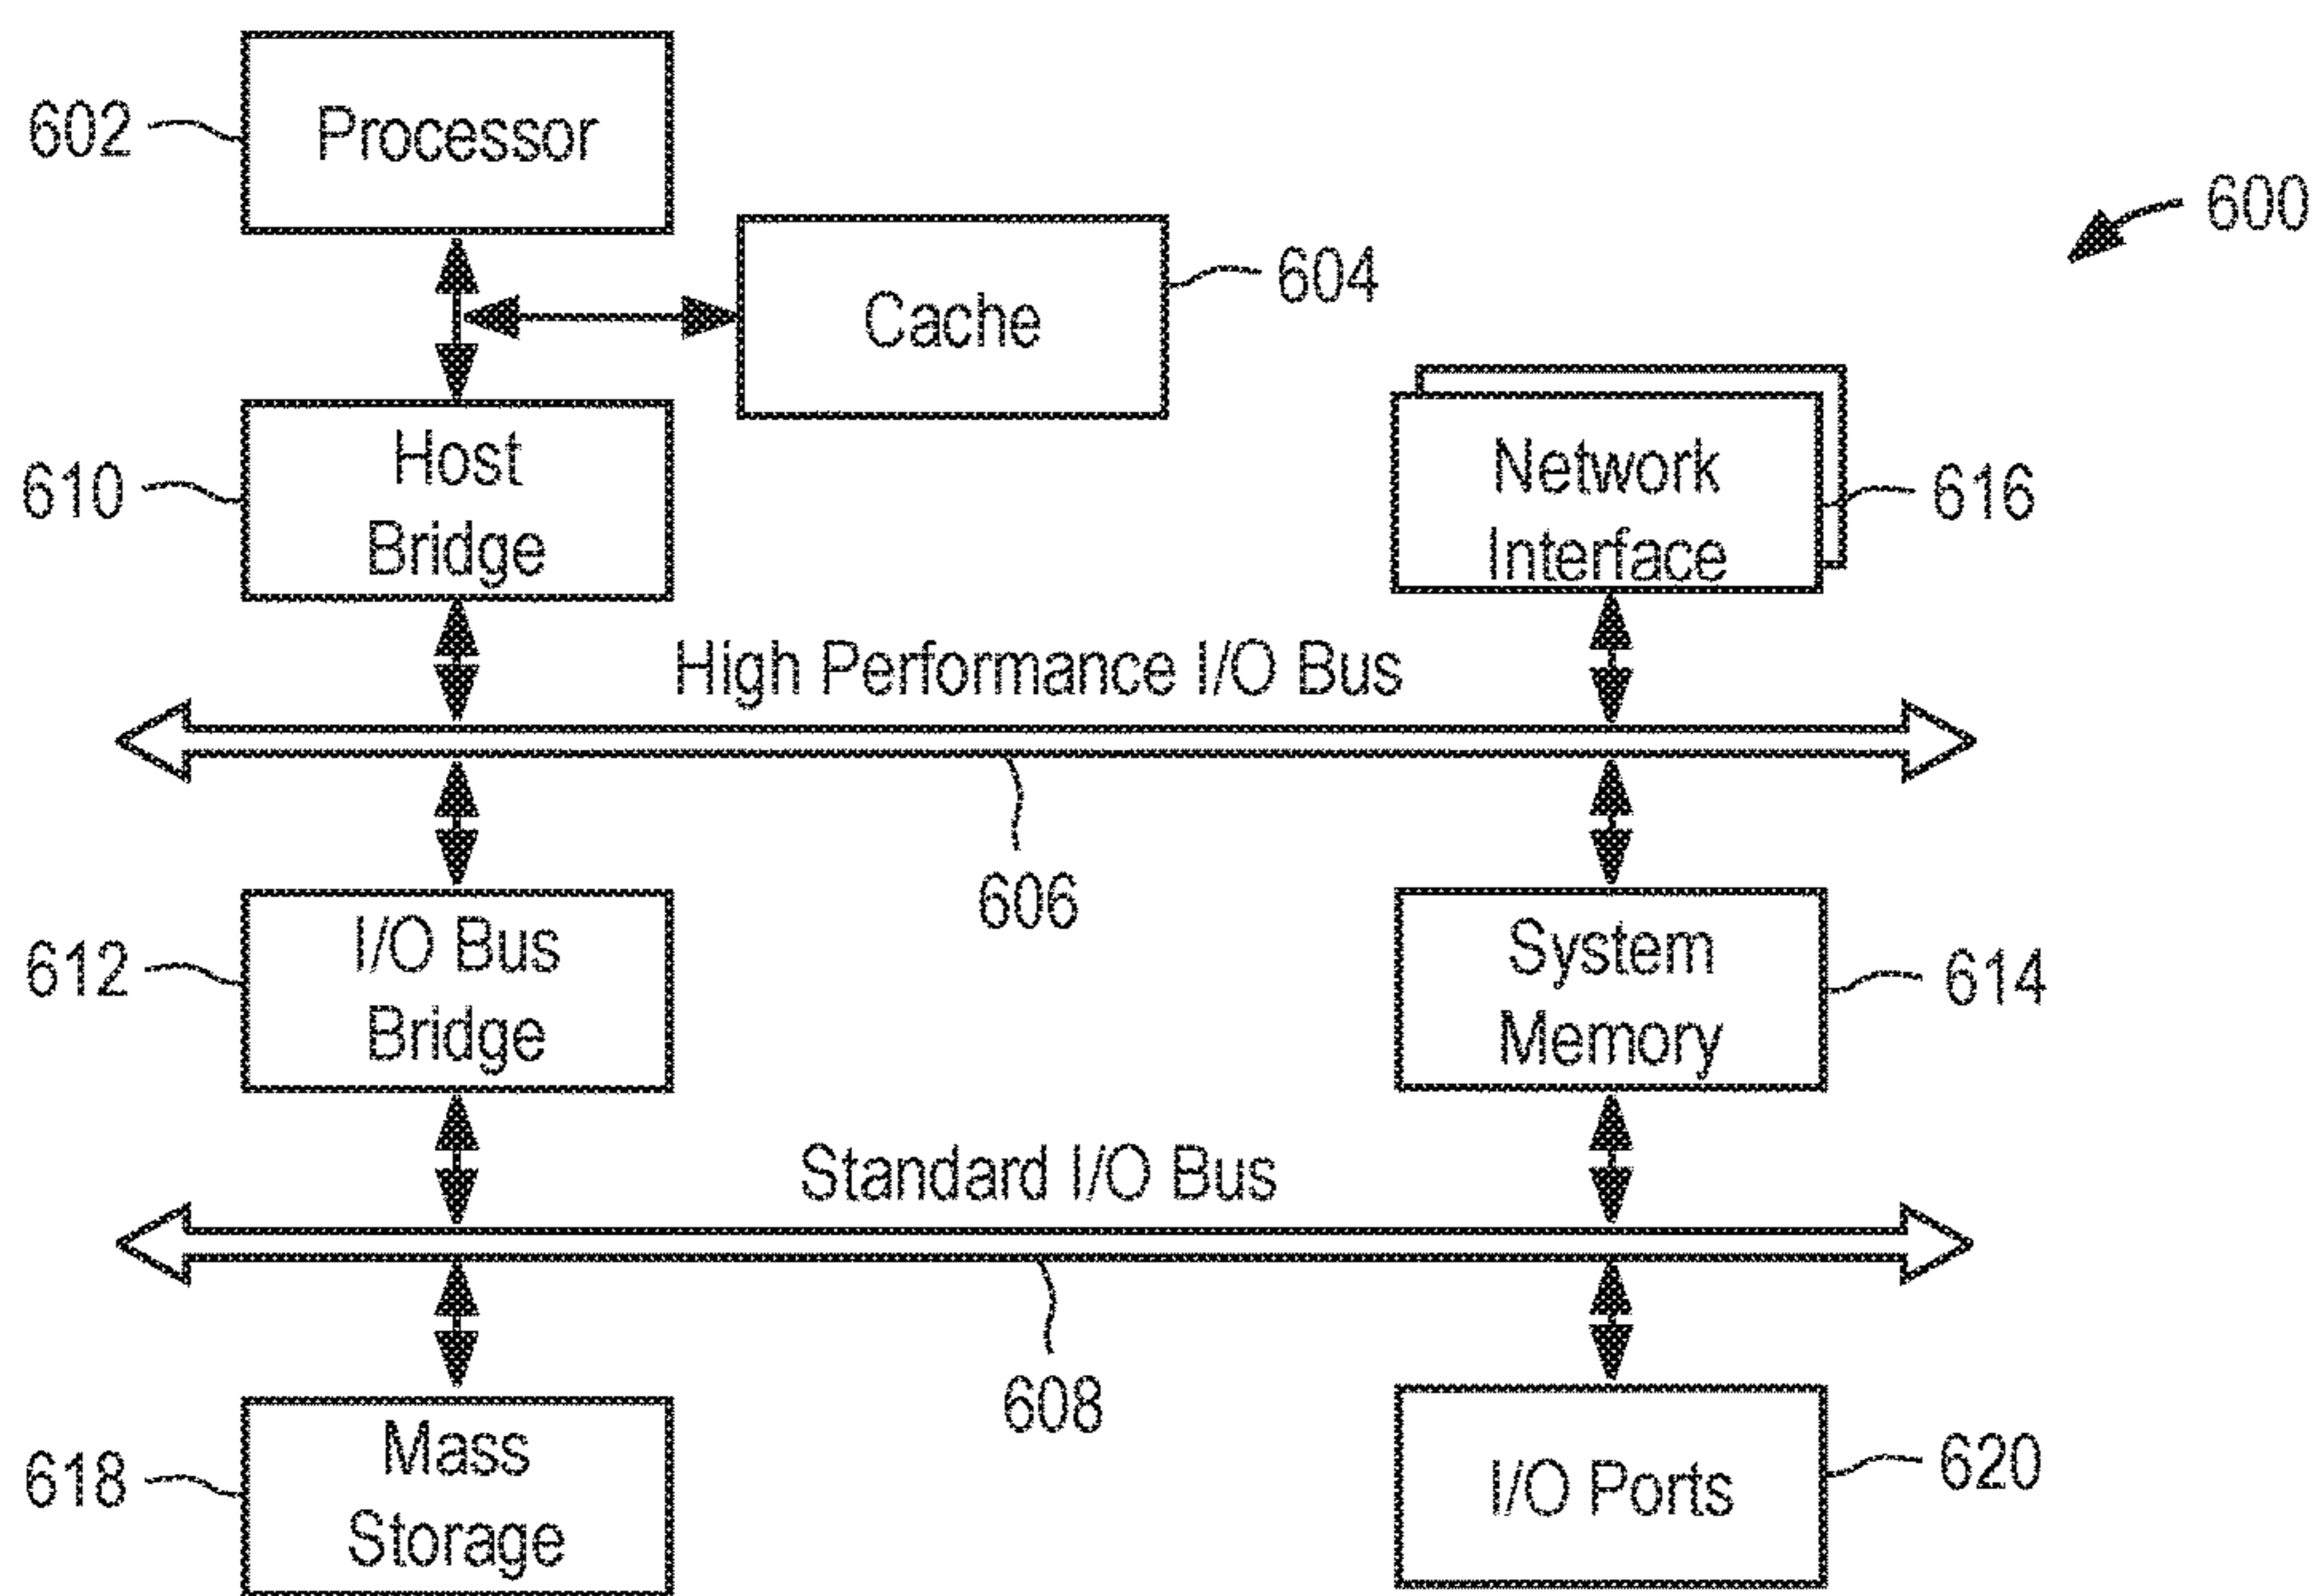 602
Processor
600
Cache
604
610
Host
Bridge
Network
Interface
616
High Performance I/O Bus
606
612
I/O Bus
Bridge
System
Memory
614
Standard I/O Bus
608
618
Mass
Storage
I/O Ports
620